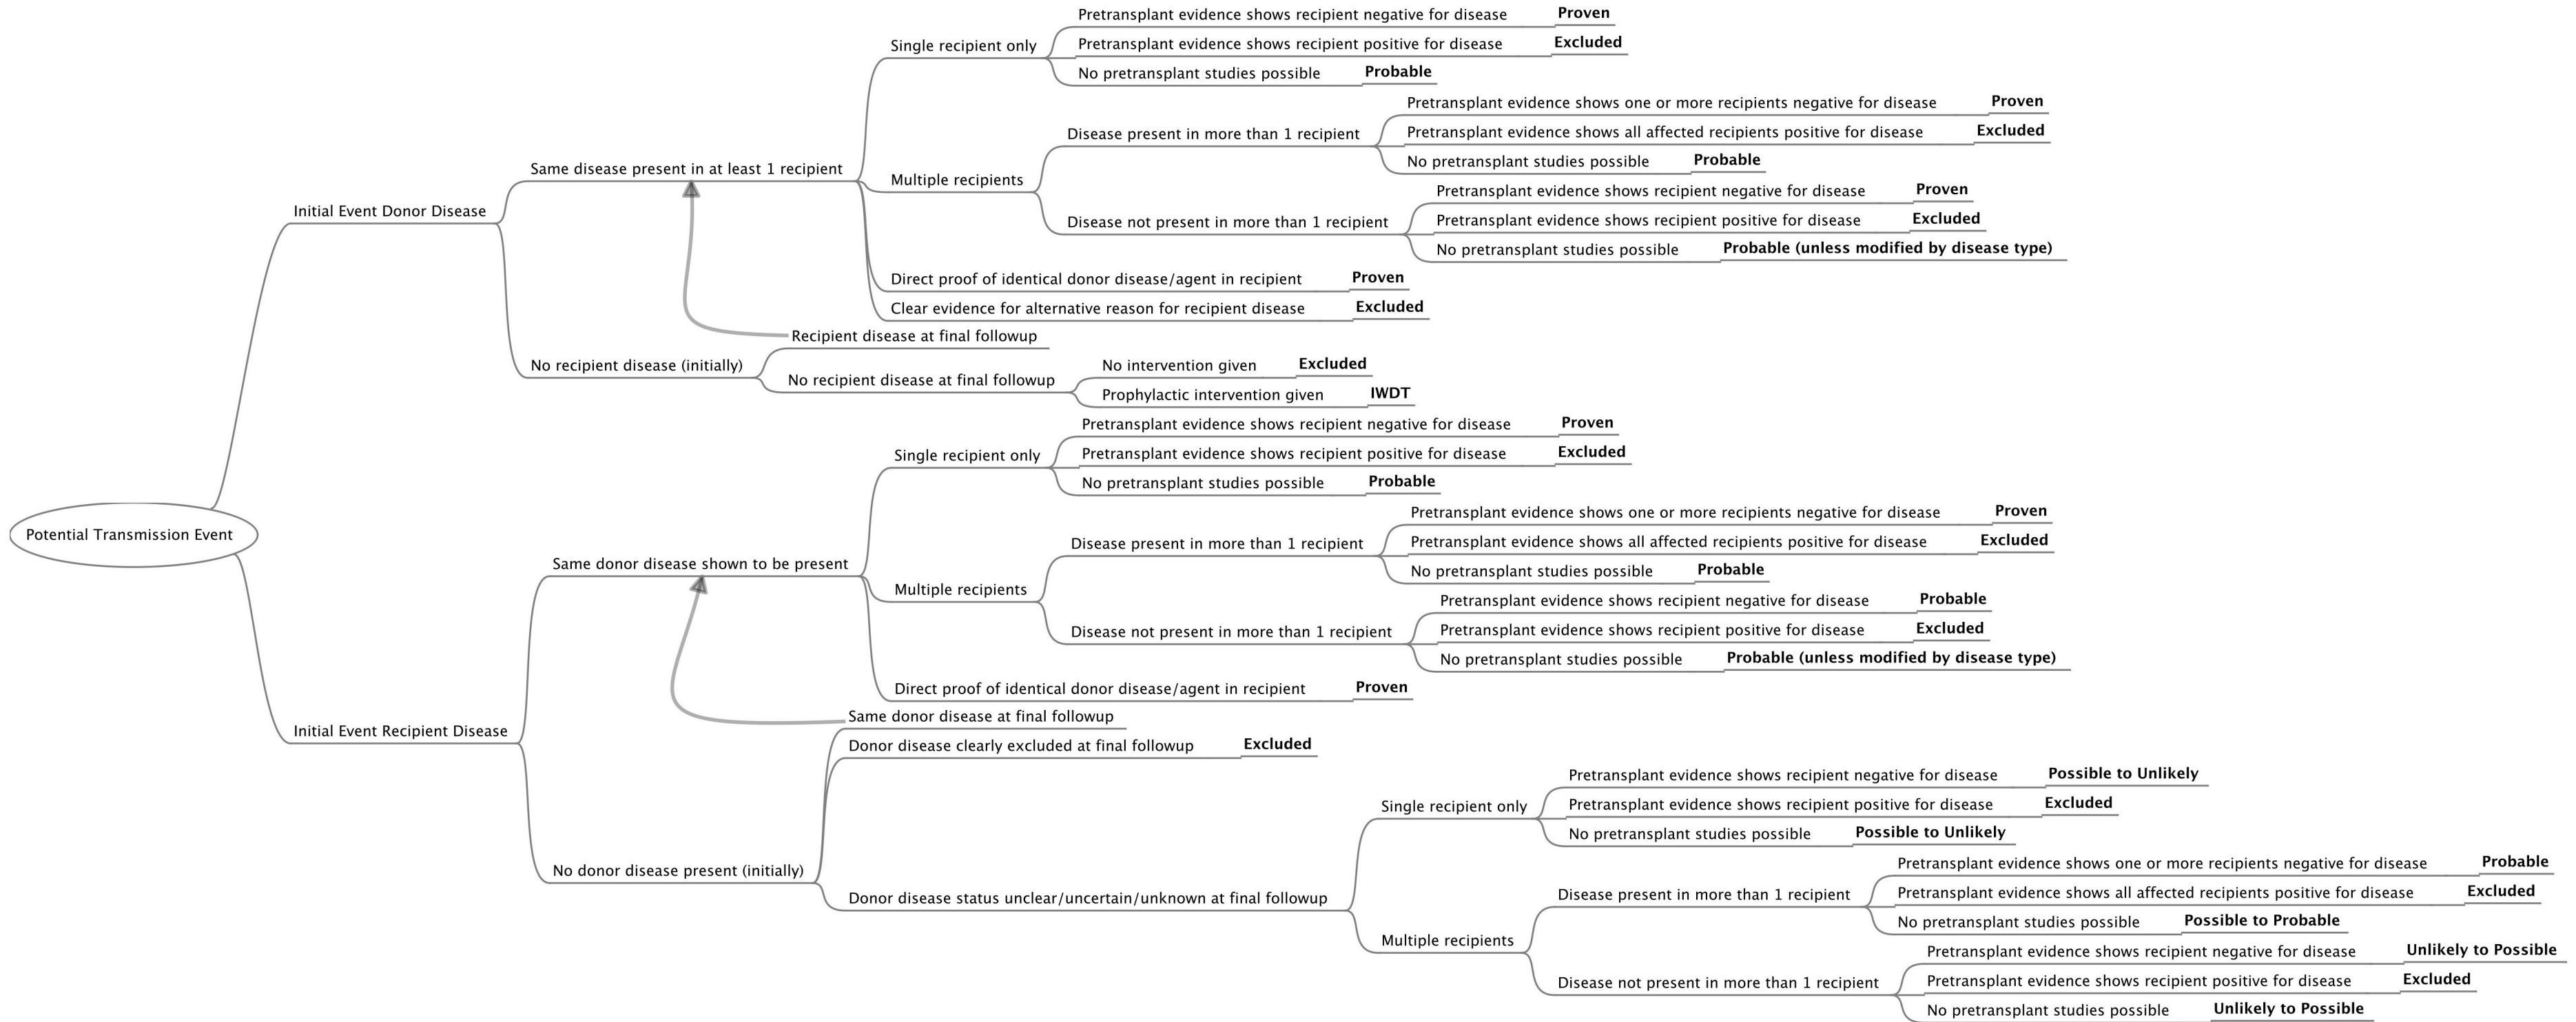 Pretransplant evidence shows recipient negative for disease Proven
Single recipient only
Pretransplant evidence shows recipient positive for disease Excluded
No pretransplant studies possible Probable
Pretransplant evidence shows one or more recipients negative for disease Proven
Disease present in more than 1 recipient
Pretransplant evidence shows all affected recipients positive for disease Excluded
No pretransplant studies possible Probable
Same disease present in at least 1 recipient
Multiple recipients
Pretransplant evidence shows recipient negative for disease Proven
Disease not present in more than 1 recipient
Pretransplant evidence shows recipient positive for disease Excluded
No pretransplant studies possible Probable (unless modified by disease type)
Initial Event Donor Disease
Direct proof of identical donor disease/agent in recipient Proven
Clear evidence for alternative reason for recipient disease Excluded
Recipient disease at final followup
No recipient disease (initially)
No intervention given Excluded
No recipient disease at final followup
Prophylactic intervention given IWDT
Pretransplant evidence shows recipient negative for disease Proven
Single recipient only
Pretransplant evidence shows recipient positive for disease Excluded
No pretransplant studies possible Probable
Pretransplant evidence shows one or more recipients negative for disease Proven
Potential Transmission Event
Disease present in more than 1 recipient
Pretransplant evidence shows all affected recipients positive for disease Excluded
Same donor disease shown to be present
No pretransplant studies possible Probable
Multiple recipients
Pretransplant evidence shows recipient negative for disease Probable
Disease not present in more than 1 recipient
Pretransplant evidence shows recipient positive for disease Excluded
No pretransplant studies possible Probable (unless modified by disease type)
Direct proof of identical donor disease/agent in recipient Proven
Same donor disease at final followup
Initial Event Recipient Disease
Donor disease clearly excluded at final followup Excluded
Pretransplant evidence shows recipient negative for disease Possible to Unlikely
Single recipient only
Pretransplant evidence shows recipient positive for disease Excluded
No pretransplant studies possible Possible to Unlikely
No donor disease present (initially)
Pretransplant evidence shows one or more recipients negative for disease Probable
Donor disease status unclear/uncertain/unknown at final followup
Disease present in more than 1 recipient
Pretransplant evidence shows all affected recipients positive for disease Excluded
No pretransplant studies possible Possible to Probable
Multiple recipients
Pretransplant evidence shows recipient negative for disease Unlikely to Possible
Disease not present in more than 1 recipient
Pretransplant evidence shows recipient positive for disease Excluded
No pretransplant studies possible Unlikely to Possible